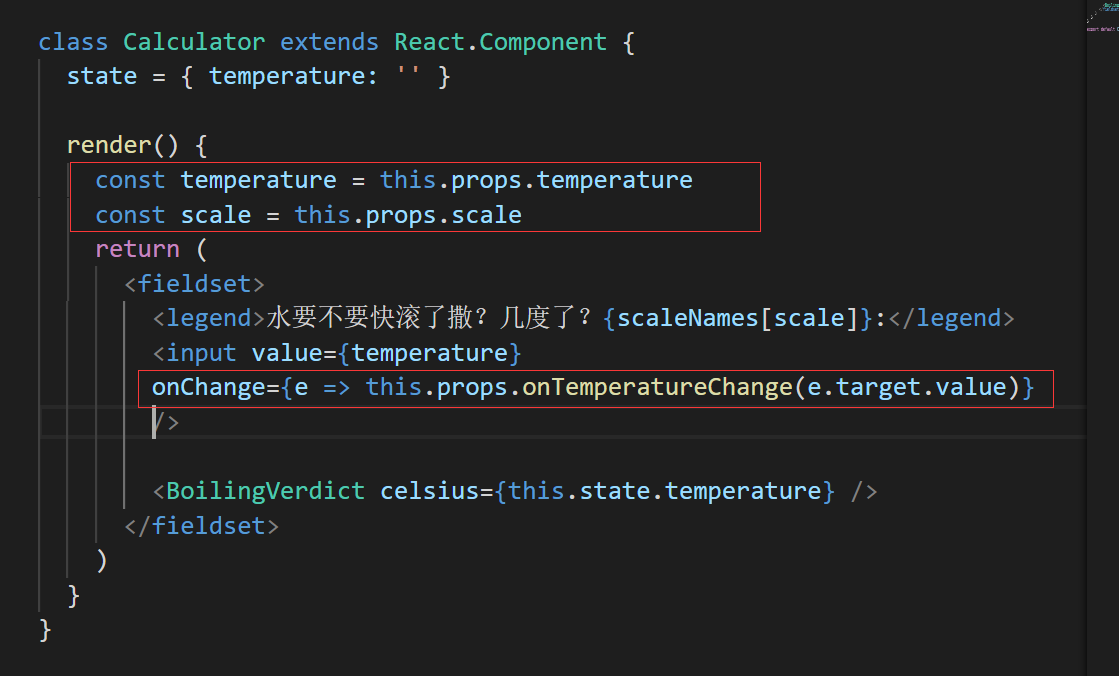 class Calculator extends React.Component {
state = { temperature: '' }
render() {
const temperature = this.props.temperature
const scale = this.props.scale
return (
<fieldset>
<legend>水要不要快滚了撒？几度了？{scaleNames[scale]}:</legend>
<input value={temperature}
onChange={e => this.props.onTemperatureChange(e.target.value)}
/>
<BoilingVerdict celsius={this.state.temperature} />
</fieldset>
)
}
}